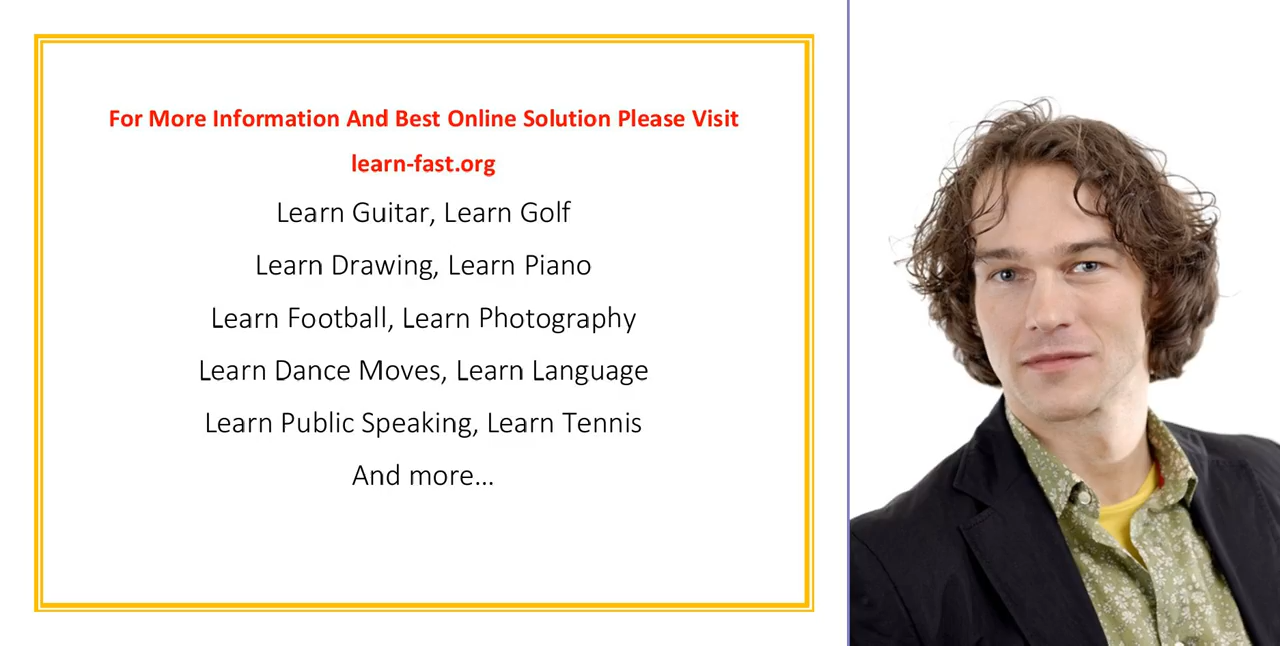 For More Information And Best Online Solution Please Visit
learn-fast.org
Learn Guitar, Learn Golf
Learn Drawing, Learn Piano
Learn Football, Learn Photography
Learn Dance Moves, Learn Language
Learn Public Speaking, Learn Tennis
And more...